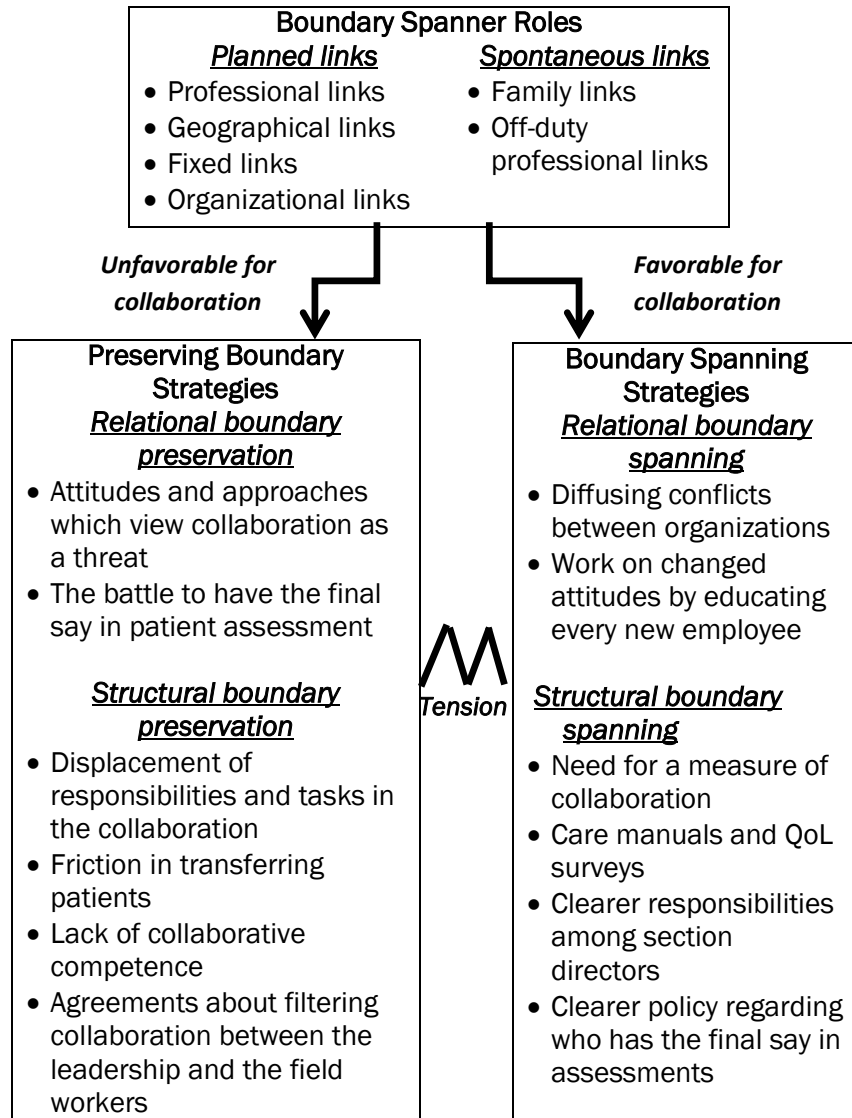 Boundary Spanner Roles
Planned links
• Professional links
• Geographical links
• Fixed links
• Organizational links
Spontaneous links
• Family links
• Off-duty
professional links
Unfavorable for
collaboration
Favorable for
collaboration
Preserving Boundary
Strategies
Relational boundary
preservation
• Attitudes and approaches
which view collaboration as
a threat
• The battle to have the final
say in patient assessment
Structural boundary
preservation
• Displacement of
responsibilities and tasks in
the collaboration
• Friction in transferring
patients
• Lack of collaborative
competence
• Agreements about filtering
collaboration between the
leadership and the field
workers
Tension
Boundary Spanning
Strategies
Relational boundary
spanning
• Diffusing conflicts
between organizations
• Work on changed
attitudes by educating
every new employee
Structural boundary
spanning
• Need for a measure of
collaboration
• Care manuals and QoL
surveys
• Clearer responsibilities
among section
directors
• Clearer policy regarding
who has the final say in
assessments